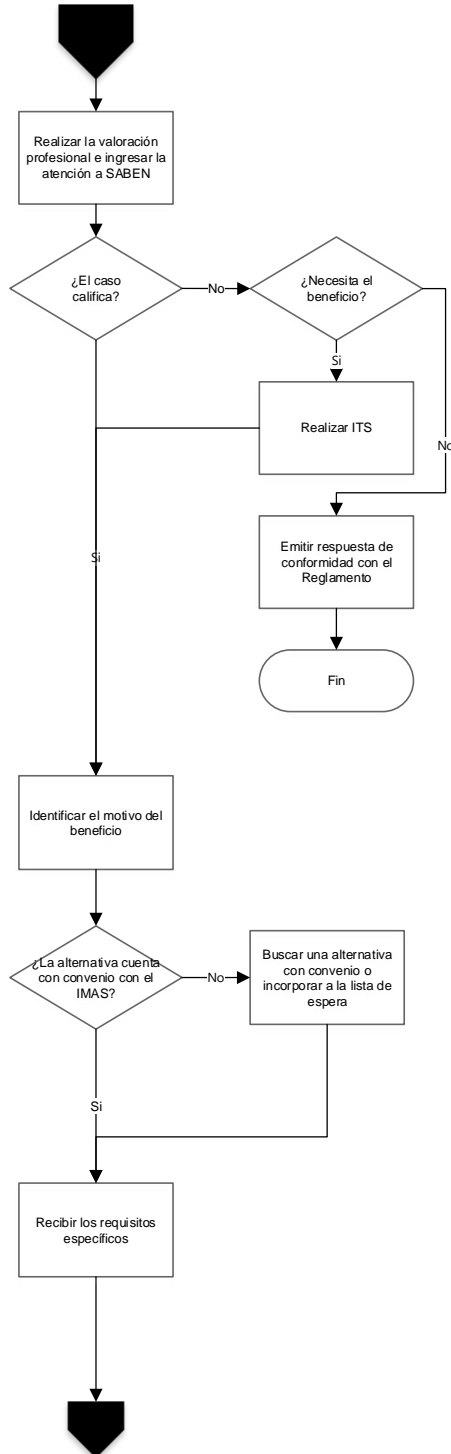 Realizar la valoración
profesional e ingresar la
atención a SABEN
¿El caso
califica?
No
¿Necesita el
beneficio?
Si
Realizar ITS
No
Si
Emitir respuesta de
conformidad con el
Reglamento
Fin
Identificar el motivo del
beneficio
¿La alternativa cuenta
con convenio con el
IMAS?
No
Buscar una alternativa
con convenio o
incorporar a la lista de
espera
Si
Recibir los requisitos
específicos